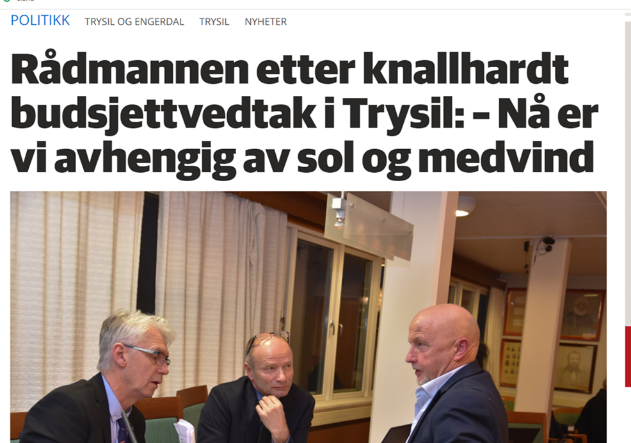 POLITIKK TRYSIL OG ENGERDAL TRYSIL NYHETER
Rådmannen etter knallhardt
budsjettvedtak i Trysil: – Nå er
vi avhengig av sol og medvind